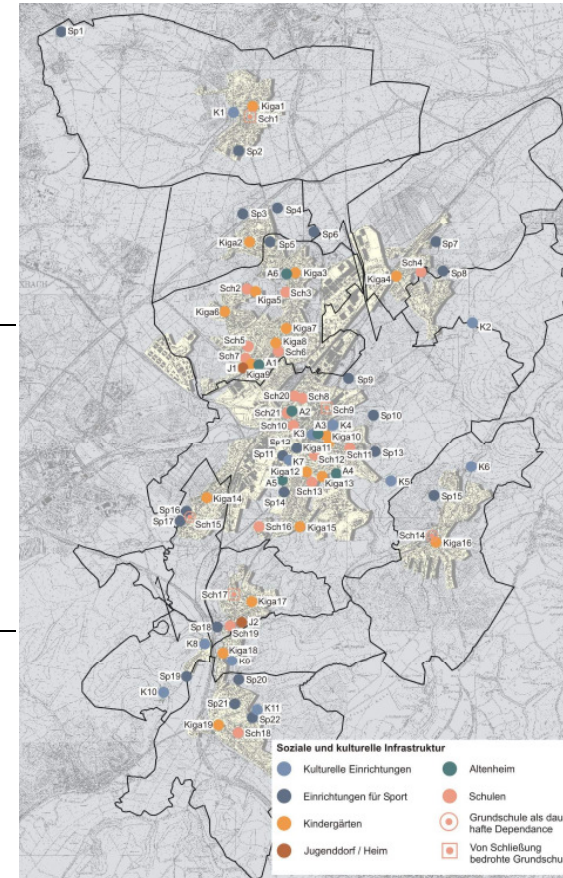 Sp1
Kiga1
K1
Sch1
Sp2
Sp4
Sp3
Sp6
Kiga2
Sp5
Sp7
A6
Kiga3
Sch4
Kiga4
Sp8
Sch2
Kiga5
Sch3
Kiga6
Kiga7
K2
Sch5
Kiga8
Sch7
Sch6
J1
A1
Kiga9
Sp9
Sch20
Sch8
Sch21
A2
Sch9
Sp10
Sch10
K4
K3
A3
Kiga10
Kiga11
Sp11
Sch12
Sch11
Sp13
K7
K6
Kiga12
A4
A5
Sch13
Kiga13
K5
Sp14
Sp15
Kiga14
Sp16
Sp17
Sch15
Sch16
Kiga15
Sch14
Kiga16
Sch17
Kiga17
Sp18
J2
Sch19
K8
Kiga18
Sp19
Sp20
K10
Sp21
K11
Sp22
Kiga19
Sch18
Soziale und kulturelle Infrastruktur
Kulturelle Einrichtungen
Altenheim
Einrichtungen für Sport
Schulen
Kindergärten
Grundschule als dau
hafte Dependance
Jugenddorf / Heim
Von Schließung
bedrohte Grundschu